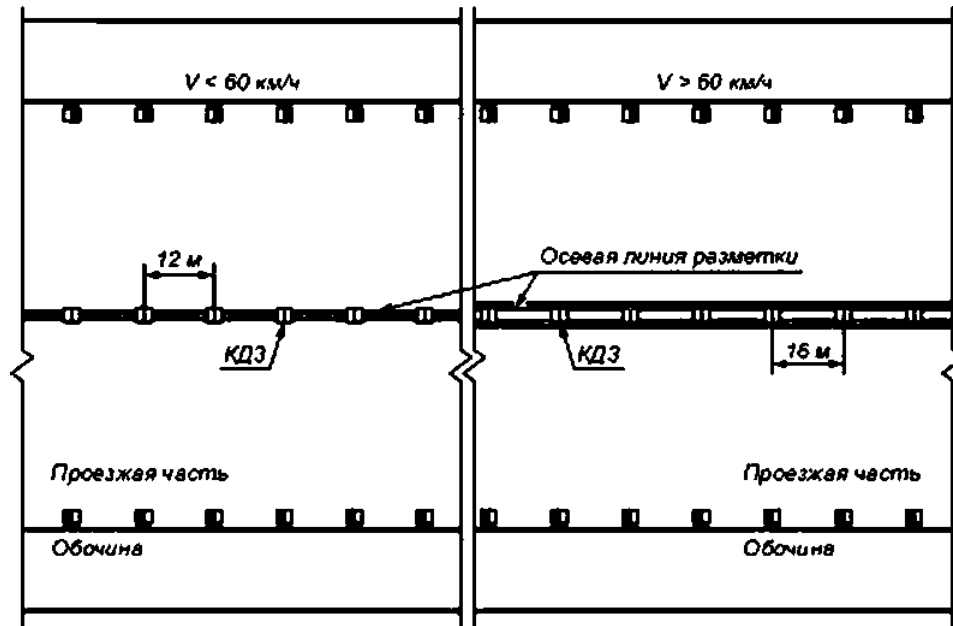 V < 60 км/ч
V > 60 км/ч
12 м
Осевая линия разметки
КДЗ
КДЗ
16 м
Проезжая часть
Проезжая часть
Обочина
Обочина